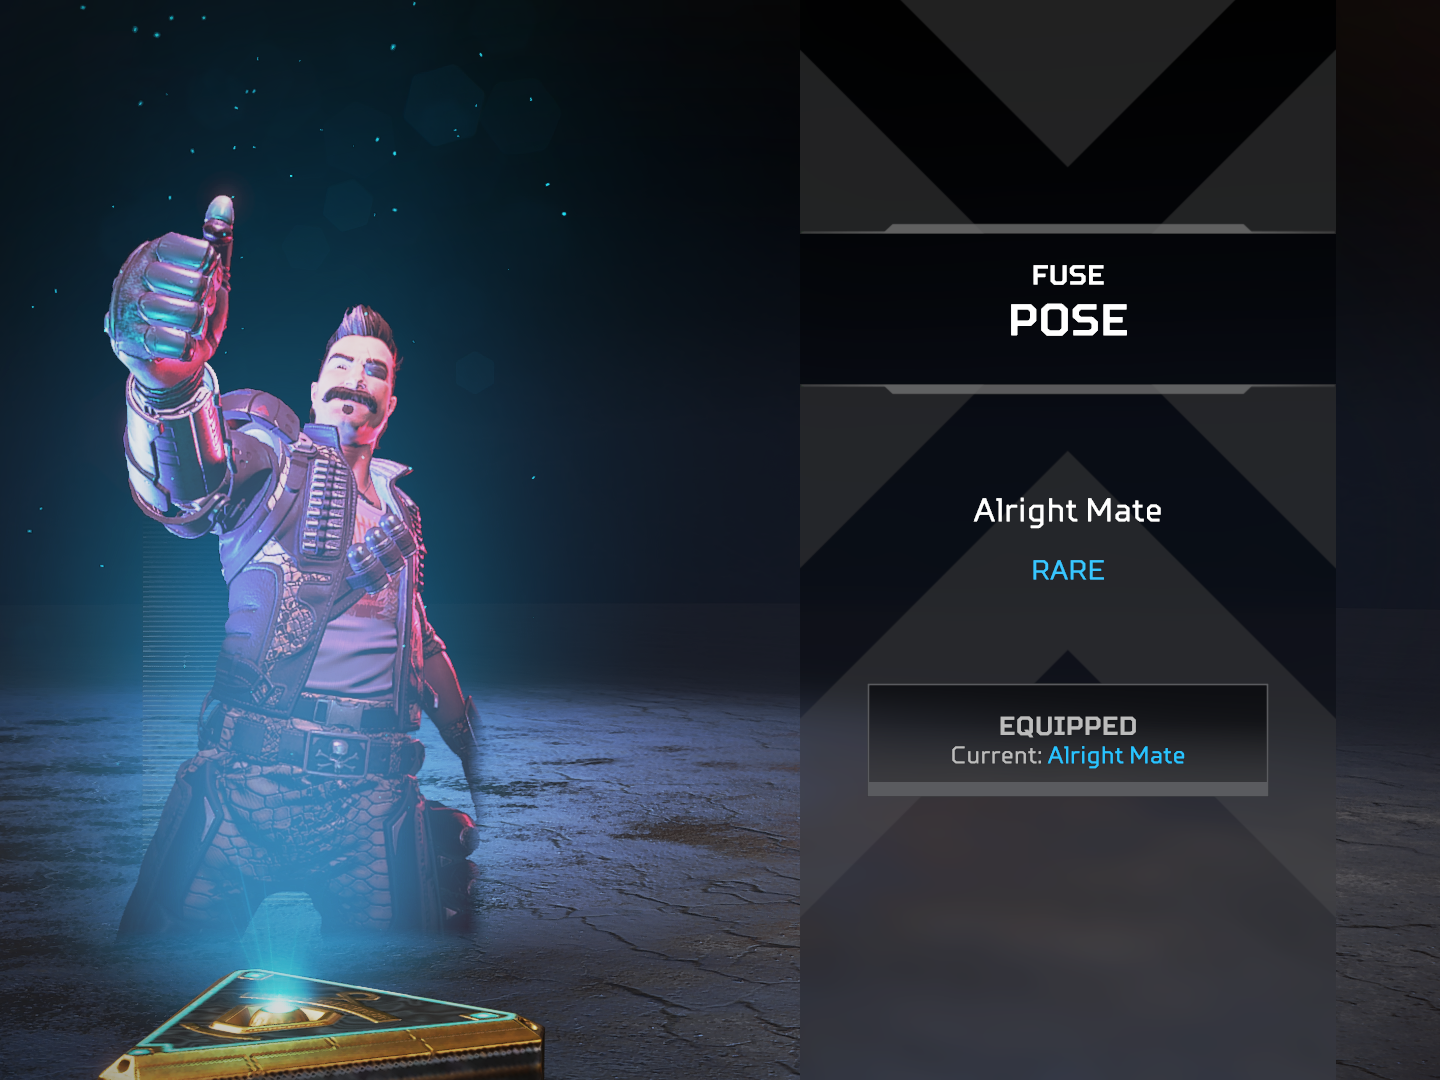 FUSE
POSE
Alright Mate
RARE
EQUIPPED
Current: Alright Mate